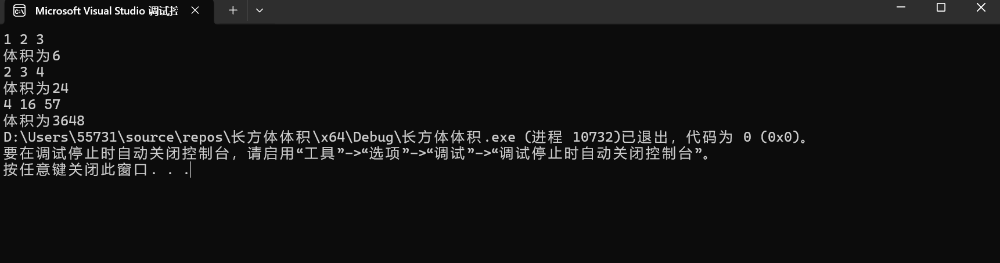 Microsoft Visual Studio 调试控
1 2 3
体积为6
2 3 4
体积为24
4 16 57
体积为3648
D:\Users\55731\source\repos\长方体体积\x64\Debug\长方体体积.exe (进程 10732)已退出，代码为 0 (0x0)。
要在调试停止时自动关闭控制台，请启用“工具”->“选项”->“调试”->“调试停止时自动关闭控制台”。
按任意键关闭此窗口. . .